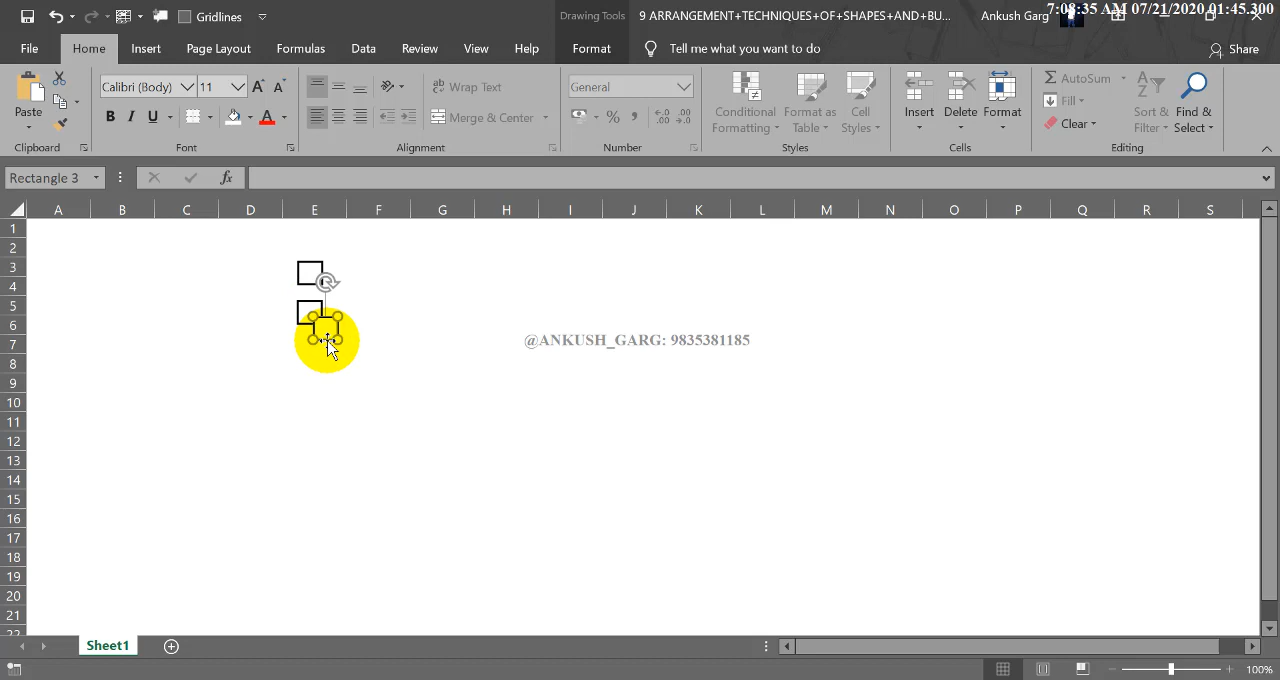 Gridlines
Drawing Tools
9 ARRANGEMENT+TECHNIQUES+OF+SHAPES+AND+BU...
Ankush Garg
7:08:35 AM 07/21/2020 01:45.300
File Home Insert Page Layout Formulas Data Review View Help Format Tell me what you want to do Share
Paste
Clipboard
Calibri (Body) 11
B I U
Font
Wrap Text
Merge & Center
Alignment
General
% ,
Number
Conditional Formatting
Format as Table
Cell Styles
Styles
Insert Delete Format
Cells
AutoSum
Fill
Clear
Sort & Filter
Find & Select
Editing
Rectangle 3
fx
A B C D E F G H I J K L M N O P Q R S
1
2
3
4
5
6
7
8
9
10
11
12
13
14
15
16
17
18
19
20
21
22
@ANKUSH_GARG: 9835381185
Sheet1
100%